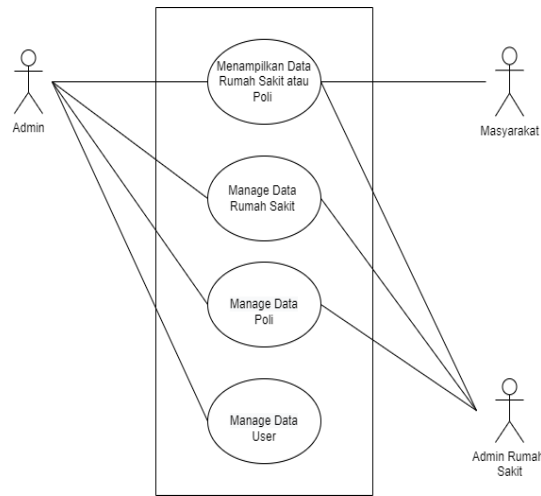 Menampilkan Data
Rumah Sakit atau
Poli
Admin
Masyarakat
Manage Data
Rumah Sakit
Manage Data
Poli
Manage Data
User
Admin Rumah
Sakit